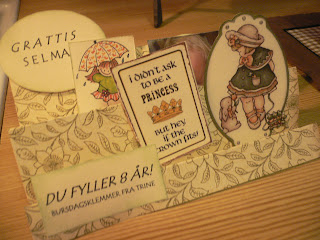 GRATTIS
SELMA
I DIDN'T ASK
TO BE A
PRINCESS
BUT HEY
IF THE
CROWN FITS!
DU FYLLER 8 ÅR!
BURSDAGSKLEMMER FRA TRINE